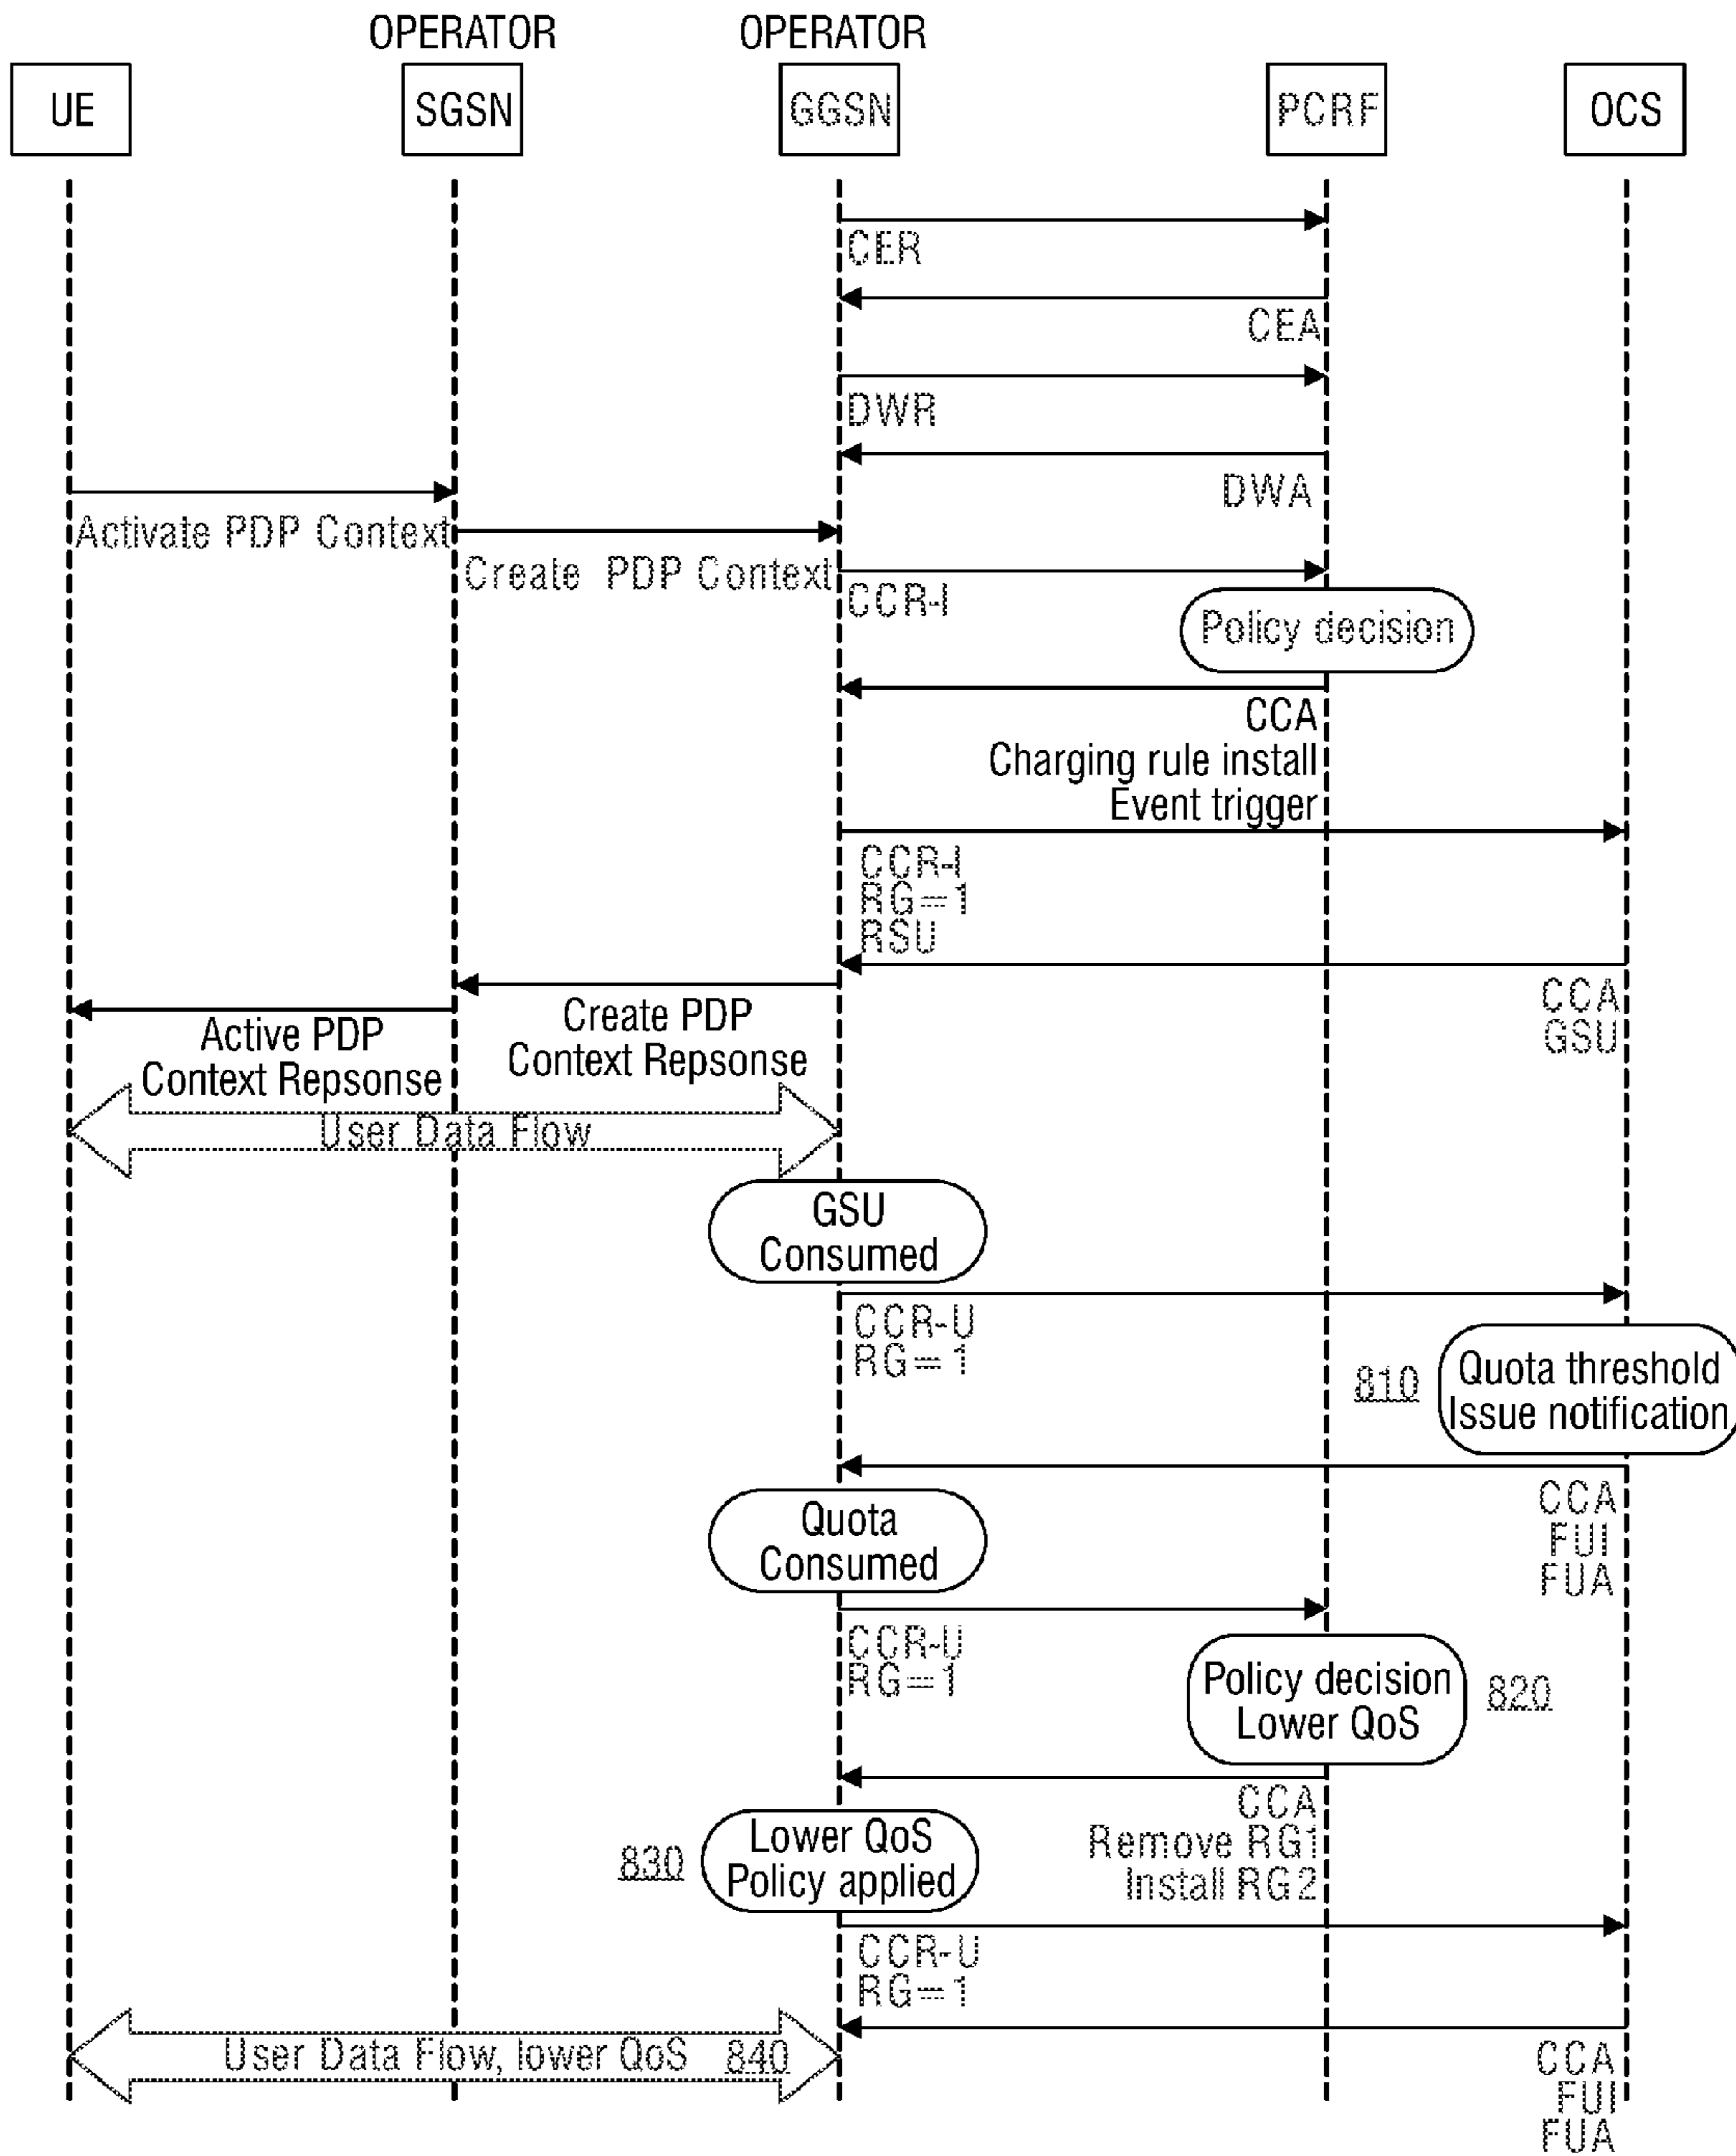 OPERATOR
OPERATOR
UE
SGSN
GGSN
PCRF
OCS
CER
CEA
DWR
DWA
Activate PDP Context
Create PDP Context
CCR-I
Policy decision
CCA
Charging rule install
Event trigger
CCR-I
RG=1
RSU
CCA
GSU
Create PDP
Context Repsonse
Active PDP
Context Repsonse
User Data Flow
GSU
Consumed
CCR-U
RG=1
810
Quota threshold
Issue notification
CCA
FUI
FUA
Quota
Consumed
CCR-U
RG=1
Policy decision
Lower QoS
820
CCA
Remove RG1
Install RG2
830
Lower QoS
Policy applied
CCR-U
RG=1
User Data Flow, lower QoS 840
CCA
FUI
FUA